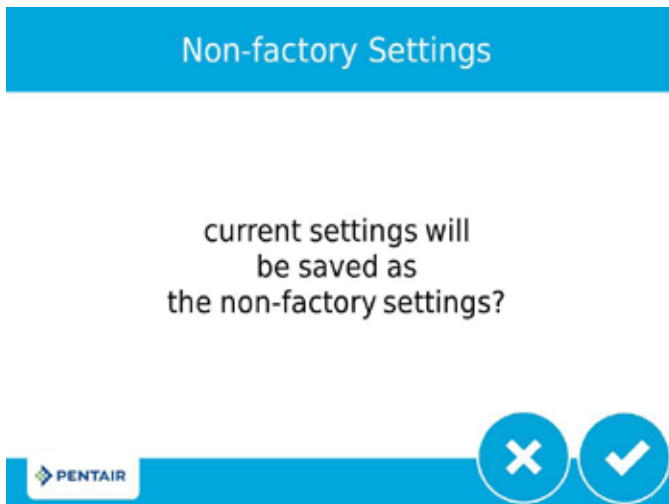 Non-factory Settings
current settings will
be saved as
the non-factory settings?
PENTAIR